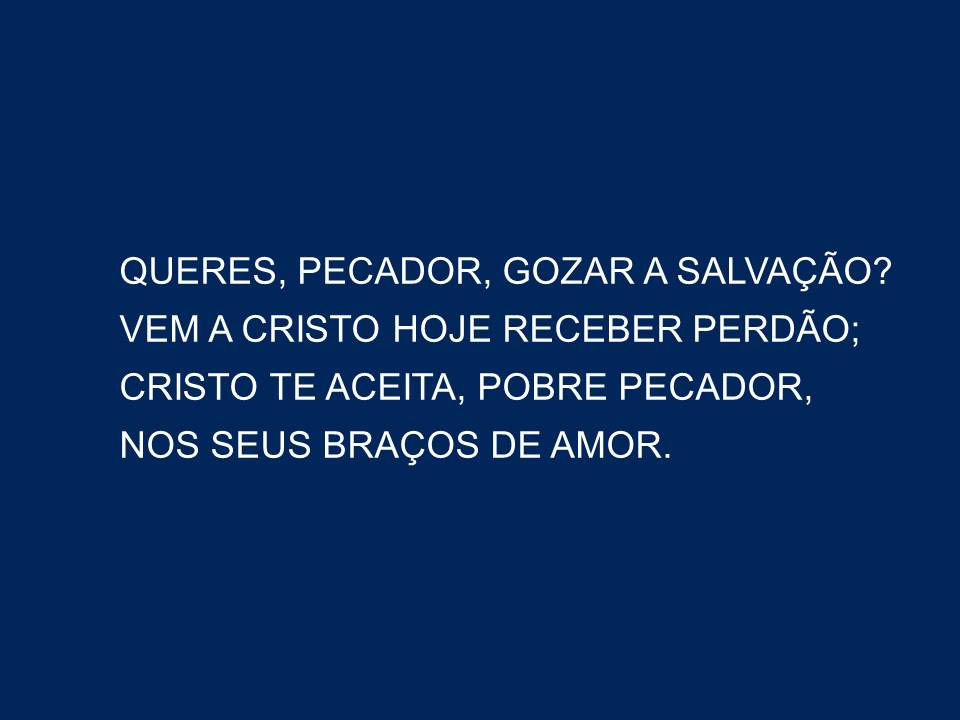 QUERES, PECADOR, GOZAR A SALVAÇÃO?
VEM A CRISTO HOJE RECEBER PERDÃO;
CRISTO TE ACEITA, POBRE PECADOR,
NOS SEUS BRAÇOS DE AMOR.